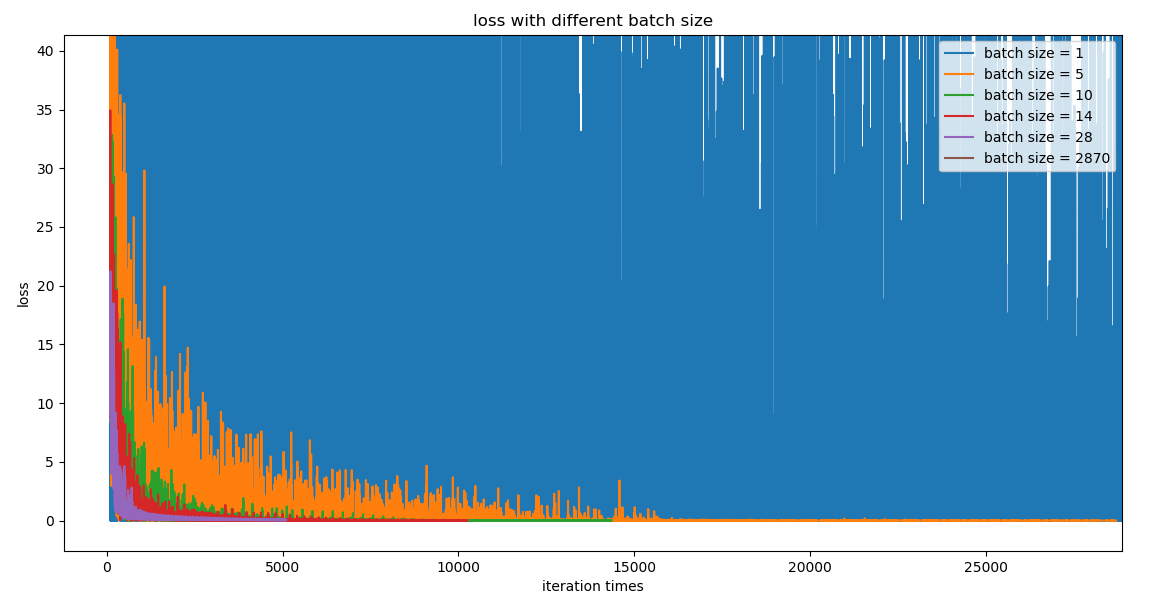 loss with different batch size
40
35
30
25
20
15
10
5
0
loss
batch size = 1
batch size = 5
batch size = 10
batch size = 14
batch size = 28
batch size = 2870
0 5000 10000 15000 20000 25000
iteration times